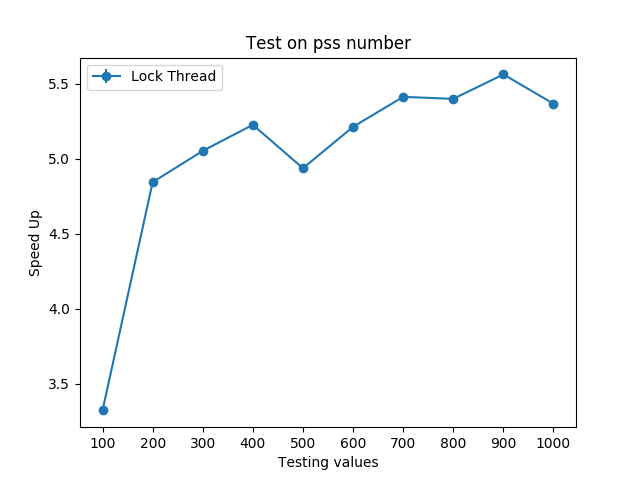 Test on pss number
Lock Thread
5.5
5.0
4.5
4.0
3.5
Speed Up
100 200 300 400 500 600 700 800 900 1000
Testing values